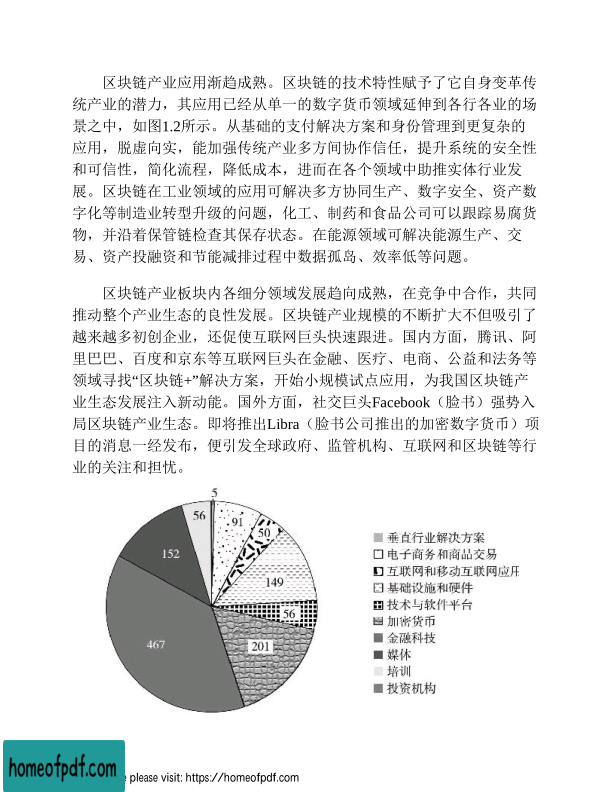 区块链产业应用渐趋成熟。区块链的技术特性赋予了它自身变革传
统产业的潜力，其应用已经从单一的数字货币领域延伸到各行各业的场
景之中，如图1.2所示。从基础的支付解决方案和身份管理到更复杂的
应用，脱虚向实，能加强传统产业多方间协作信任，提升系统的安全性
和可信性，简化流程，降低成本，进而在各个领域中助推实体行业发
展。区块链在工业领域的应用可解决多方协同生产、数字安全、资产数
字化等制造业转型升级的问题，化工、制药和食品公司可以跟踪易腐货
物，并沿着保管链检查其保存状态。在能源领域可解决能源生产、交
易、资产投融资和节能减排过程中数据孤岛、效率低等问题。
区块链产业板块内各细分领域发展趋向成熟，在竞争中合作，共同
推动整个产业生态的良性发展。区块链产业规模的不断扩大不但吸引了
越来越多初创企业，还促使互联网巨头快速跟进。国内方面，腾讯、阿
里巴巴、百度和京东等互联网巨头在金融、医疗、电商、公益和法务等
领域寻找“区块链+”解决方案，开始小规模试点应用，为我国区块链产
业生态发展注入新动能。国外方面，社交巨头Facebook（脸书）强势入
局区块链产业生态。即将推出Libra（脸书公司推出的加密数字货币）项
目的消息一经发布，便引发全球政府、监管机构、互联网和区块链等行
业的关注和担忧。
5
91
50
149
56
201
467
152
56
垂直行业解决方案
电子商务和商品交易
互联网和移动互联网应用
基础设施和硬件
技术与软件平台
加密货币
金融科技
媒体
培训
投资机构
homeofpdf.com
please visit: https://homeofpdf.com